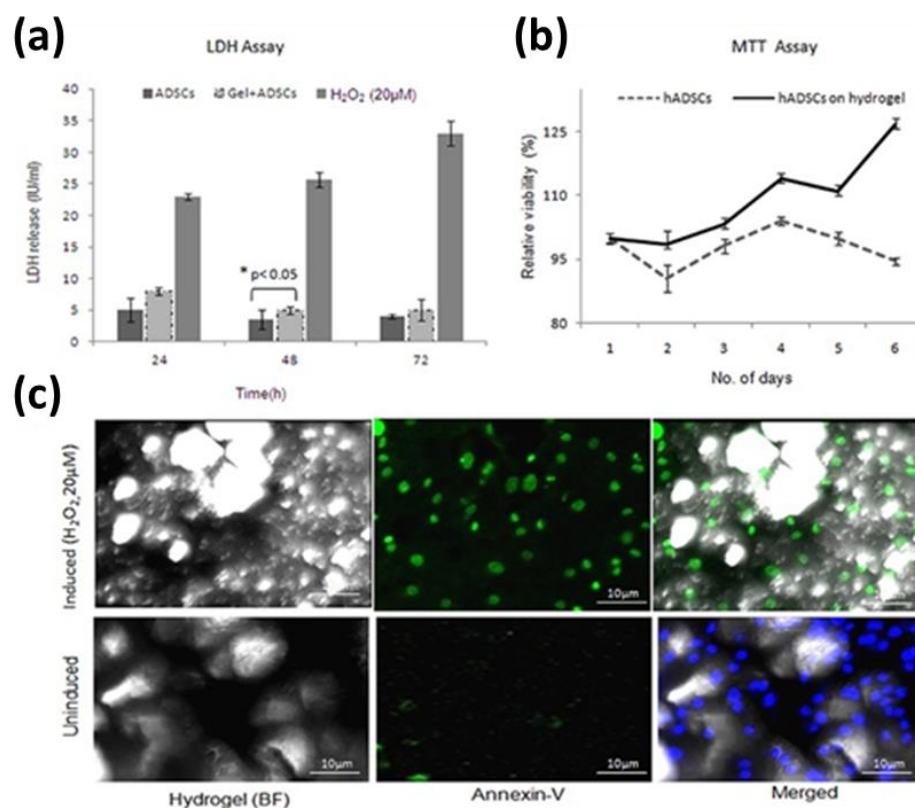 (a)
LDH Assay
ADSCs Gel+ADSCs H₂O₂ (20µM)
LDH release (IU/ml)
40
35
30
25
20
15
10
5
0
* p<0.05
24 48 72
Time(h)
(b)
MTT Assay
hADSCs hADSCs on hydrogel
Relative viability (%)
125
110
95
80
1 2 3 4 5 6
No. of days
(c)
Induced (H₂O₂,20µM)
10µm 10µm
Uninduced
10µm 10µm 10µm
Hydrogel (BF) Annexin-V Merged